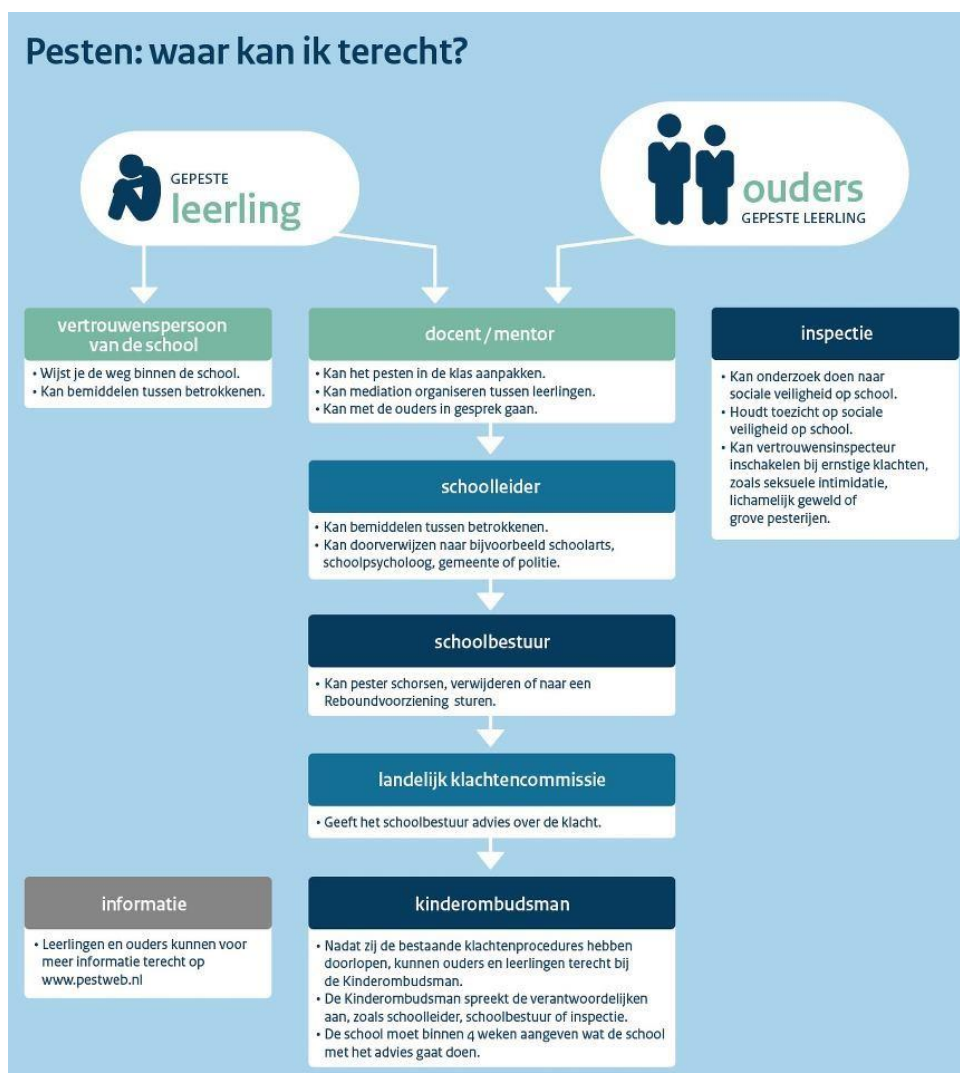 Pesten: waar kan ik terecht?
GEPESTE
leerling
ouders
GEPESTE LEERLING
vertrouwenspersoon
van de school
• Wijst je de weg binnen de school.
• Kan bemiddelen tussen betrokkenen.
docent / mentor
• Kan het pesten in de klas aanpakken.
• Kan mediation organiseren tussen leerlingen.
• Kan met de ouders in gesprek gaan.
inspectie
• Kan onderzoek doen naar
sociale veiligheid op school.
• Houdt toezicht op sociale
veiligheid op school.
• Kan vertrouwensinspecteur
inschakelen bij ernstige klachten,
zoals seksuele intimidatie,
lichamelijk geweld of
grove pesterijen.
schoolleider
• Kan bemiddelen tussen betrokkenen.
• Kan doorverwijzen naar bijvoorbeeld schoolarts,
schoolpsycholoog, gemeente of politie.
schoolbestuur
• Kan pester schorsen, verwijderen of naar een
Reboundvoorziening sturen.
landelijk klachtencommissie
• Geeft het schoolbestuur advies over de klacht.
informatie
• Leerlingen en ouders kunnen voor
meer informatie terecht op
www.pestweb.nl
kinderombudsman
• Nadat zij de bestaande klachtenprocedures hebben
doorlopen, kunnen ouders en leerlingen terecht bij
de Kinderombudsman.
• De Kinderombudsman spreekt de verantwoordelijken
aan, zoals schoolleider, schoolbestuur of inspectie.
• De school moet binnen 4 weken aangeven wat de school
met het advies gaat doen.